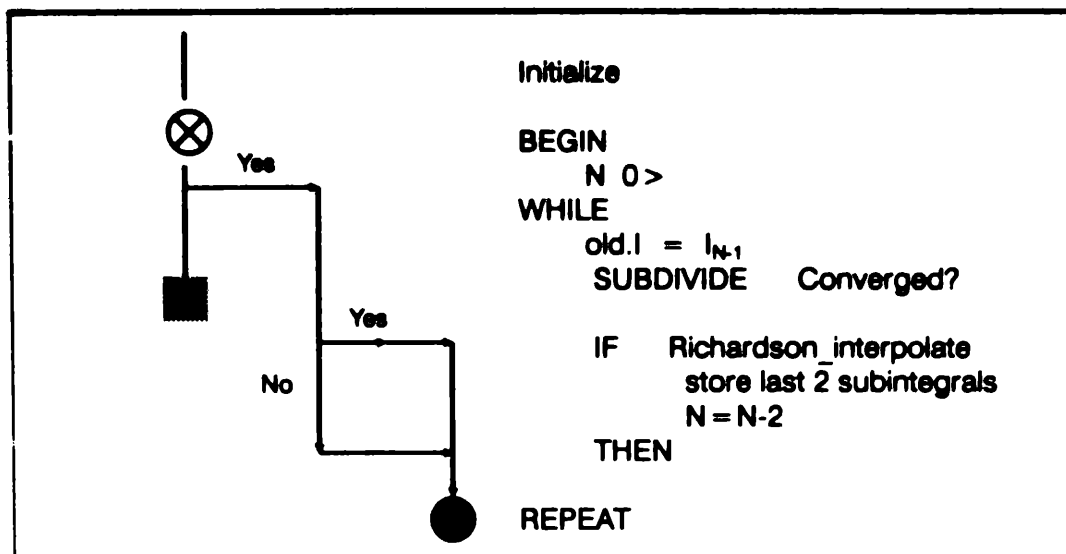 Initialize
BEGIN
Yes
N 0>
WHILE
old.I = I_{N-1}
SUBDIVIDE Converged?
Yes
IF Richardson_interpolate
No
store last 2 subintegrals
N = N-2
THEN
REPEAT